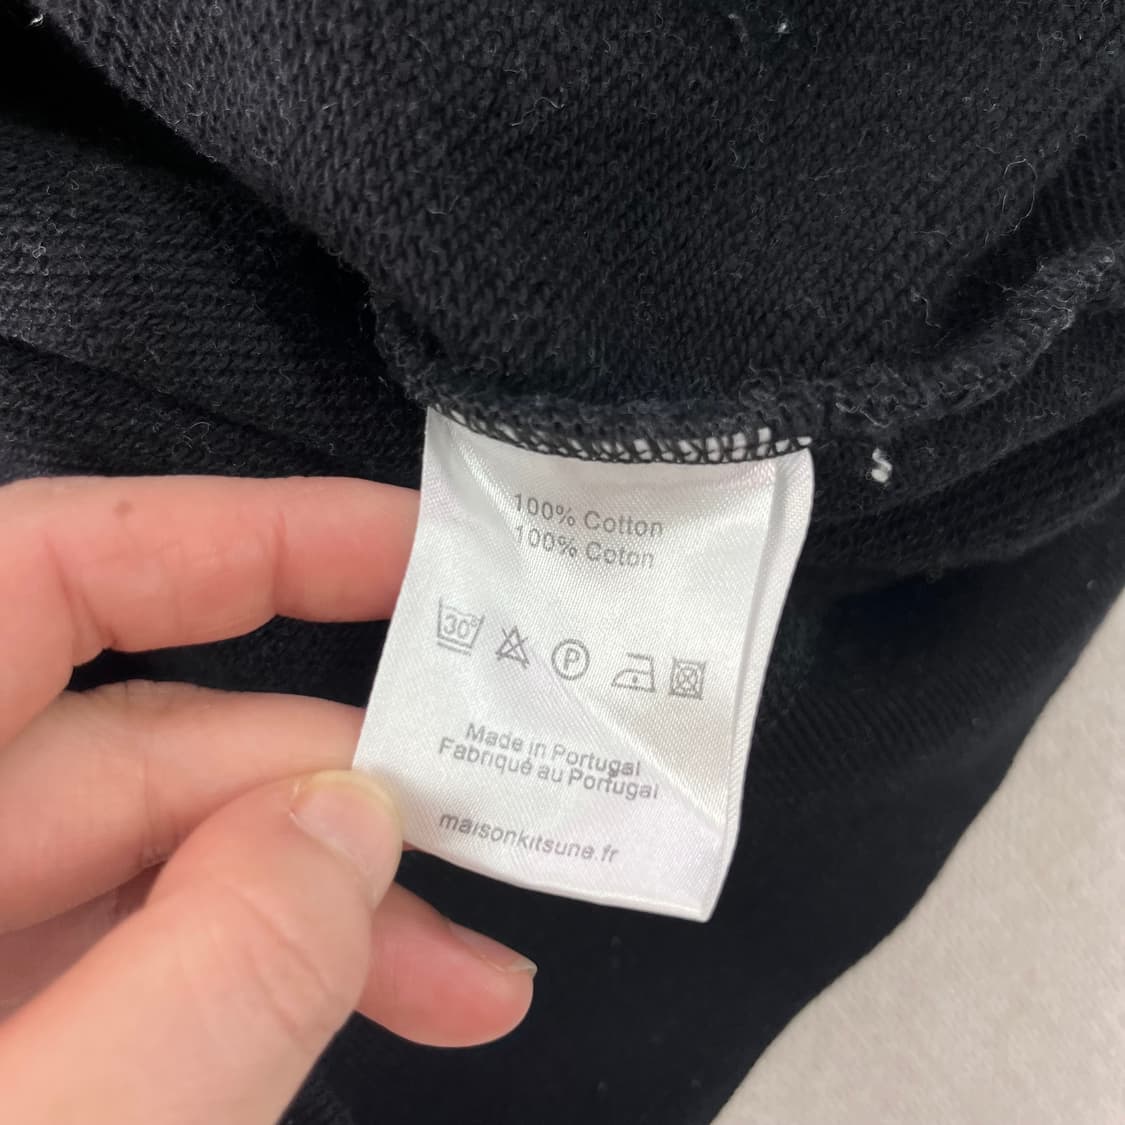 100% Cotton
100% Coton
30°
P
Made in Portugal
Fabriqué au Portugal
maisonkitsune.fr